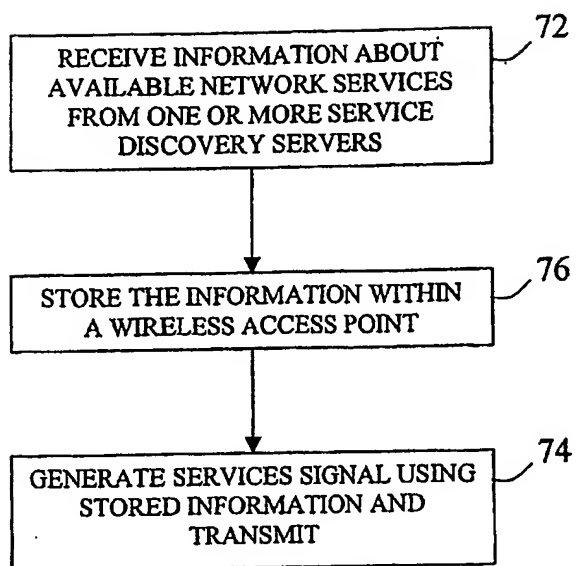 72
RECEIVE INFORMATION ABOUT
AVAILABLE NETWORK SERVICES
FROM ONE OR MORE SERVICE
DISCOVERY SERVERS
76
STORE THE INFORMATION WITHIN
A WIRELESS ACCESS POINT
74
GENERATE SERVICES SIGNAL USING
STORED INFORMATION AND
TRANSMIT